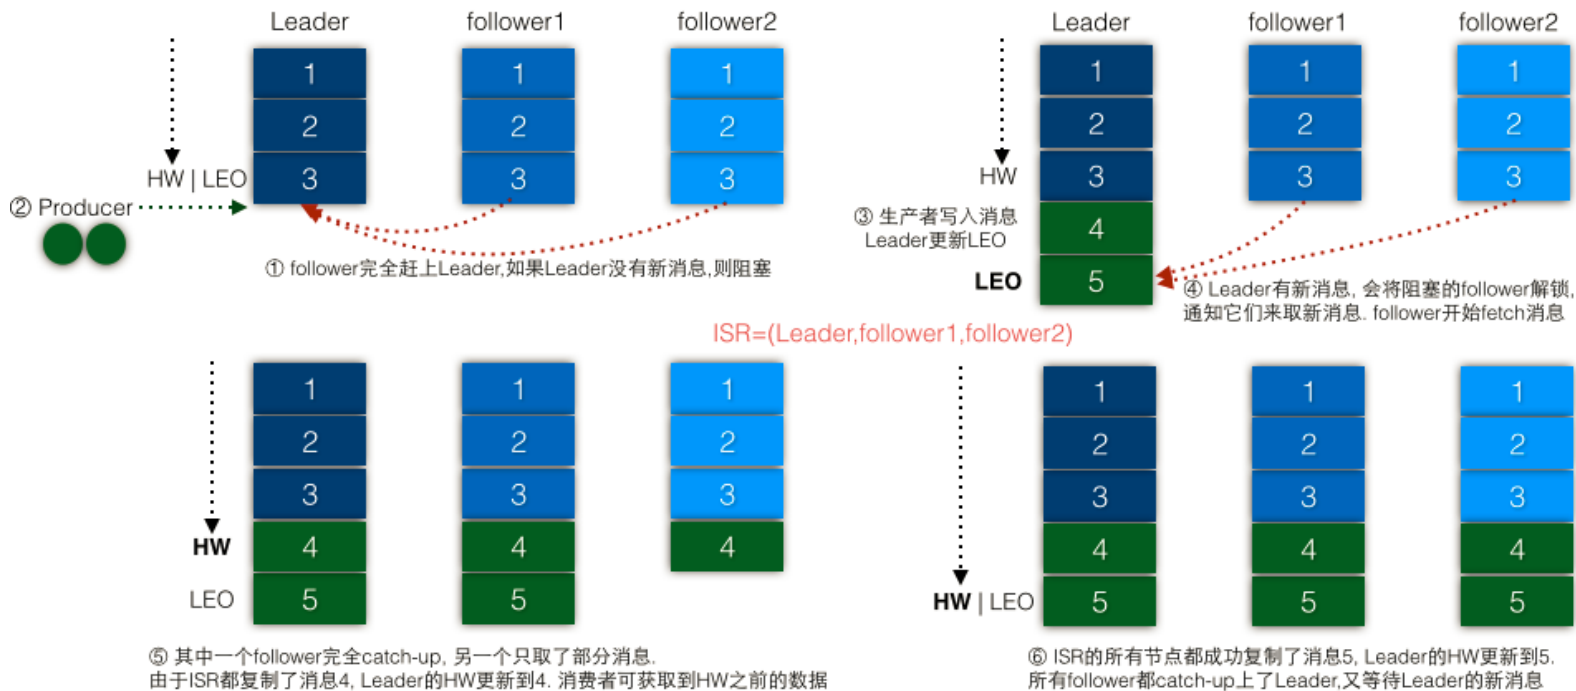 Leader follower1 follower2
1 1 1
2 2 2
HW | LEO 3 3 3
② Producer
① follower完全赶上Leader,如果Leader没有新消息,则阻塞
Leader follower1 follower2
1 1 1
2 2 2
HW 3 3 3
③ 生产者写入消息
Leader更新LEO
4
LEO 5
④ Leader有新消息, 会将阻塞的follower解锁,
通知它们来取新消息. follower开始fetch消息
ISR=(Leader,follower1,follower2)
1 1 1
2 2 2
3 3 3
HW 4 4 4
LEO 5 5
⑤ 其中一个follower完全catch-up, 另一个只取了部分消息.
由于ISR都复制了消息4, Leader的HW更新到4. 消费者可获取到HW之前的数据
1 1 1
2 2 2
3 3 3
4 4 4
HW | LEO 5 5 5
⑥ ISR的所有节点都成功复制了消息5, Leader的HW更新到5.
所有follower都catch-up上了Leader,又等待Leader的新消息